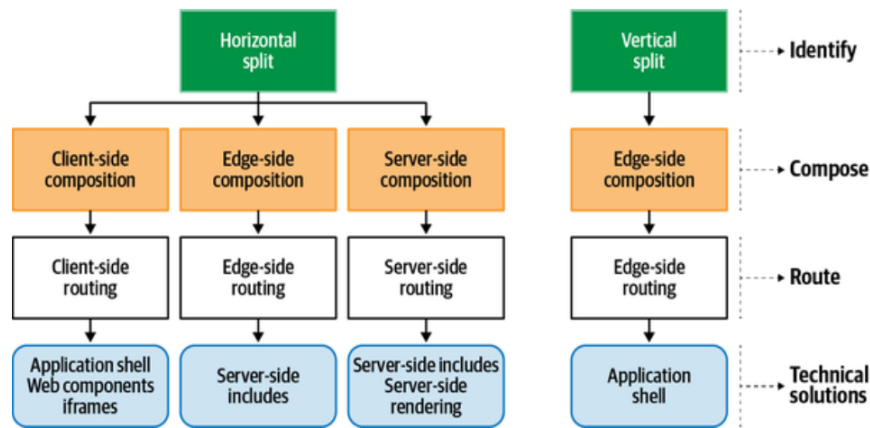 Horizontal
split
Vertical
split
Identify
Client-side
composition
Edge-side
composition
Server-side
composition
Edge-side
composition
Compose
Client-side
routing
Edge-side
routing
Server-side
routing
Edge-side
routing
Route
Application shell
Web components
iframes
Server-side
includes
Server-side includes
Server-side
rendering
Application
shell
Technical
solutions